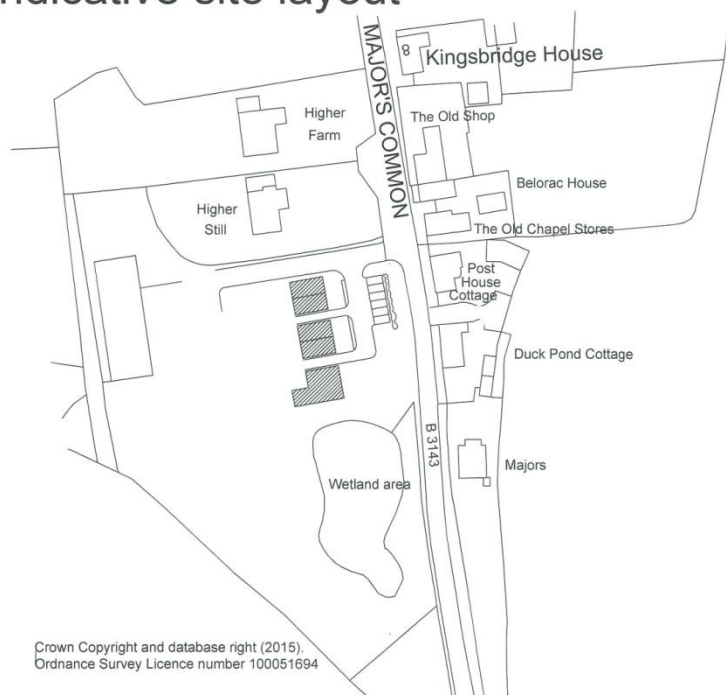 ndicative site layout
MAJOR'S COMMON
8
Kingsbridge House
Higher
Farm
The Old Shop
Belorac House
Higher
Still
The Old Chapel Stores
Post
House
Cottage
Duck Pond Cottage
B 3143
Majors
Wetland area
Crown Copyright and database right (2015).
Ordnance Survey Licence number 100051694